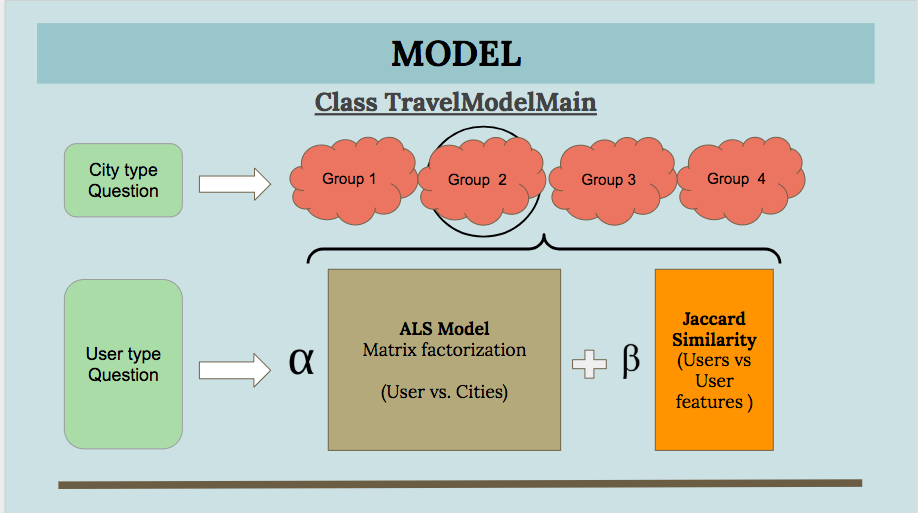 MODEL
Class TravelModelMain
City type
Question
Group 1
Group 2
Group 3
Group 4
User type
Question
α
ALS Model
Matrix factorization
(User vs. Cities)
β
Jaccard
Similarity
(Users vs
User
features )